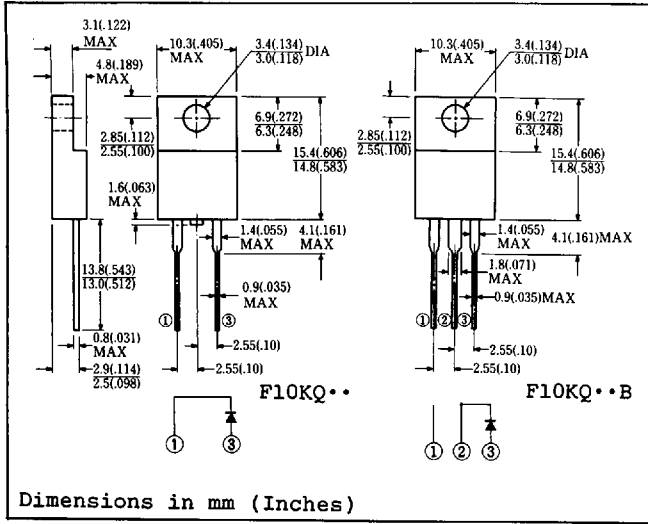 3.1(.122)
MAX
4.8(.189)
MAX
10.3(.405)
MAX
3.4(.134)
3.0(.118)
DIA
6.9(.272)
6.3(.248)
2.85(.112)
2.55(.100)
15.4(.606)
14.8(.583)
1.6(.063)
MAX
1.4(.055)
MAX
4.1(.161)
MAX
13.8(.543)
13.0(.512)
0.9(.035)
MAX
① ③
0.8(.031)
MAX
2.55(.10)
2.9(.114)
2.5(.098)
2.55(.10)
F10KQ··
① ③
10.3(.405)
MAX
3.4(.134)
3.0(.118)
DIA
6.9(.272)
6.3(.248)
2.85(.112)
2.55(.100)
15.4(.606)
14.8(.583)
1.4(.055)
MAX
4.1(.161)MAX
1.8(.071)
MAX
0.9(.035)MAX
① ② ③
2.55(.10)
2.55(.10)
F10KQ··B
① ② ③
Dimensions in mm (Inches)